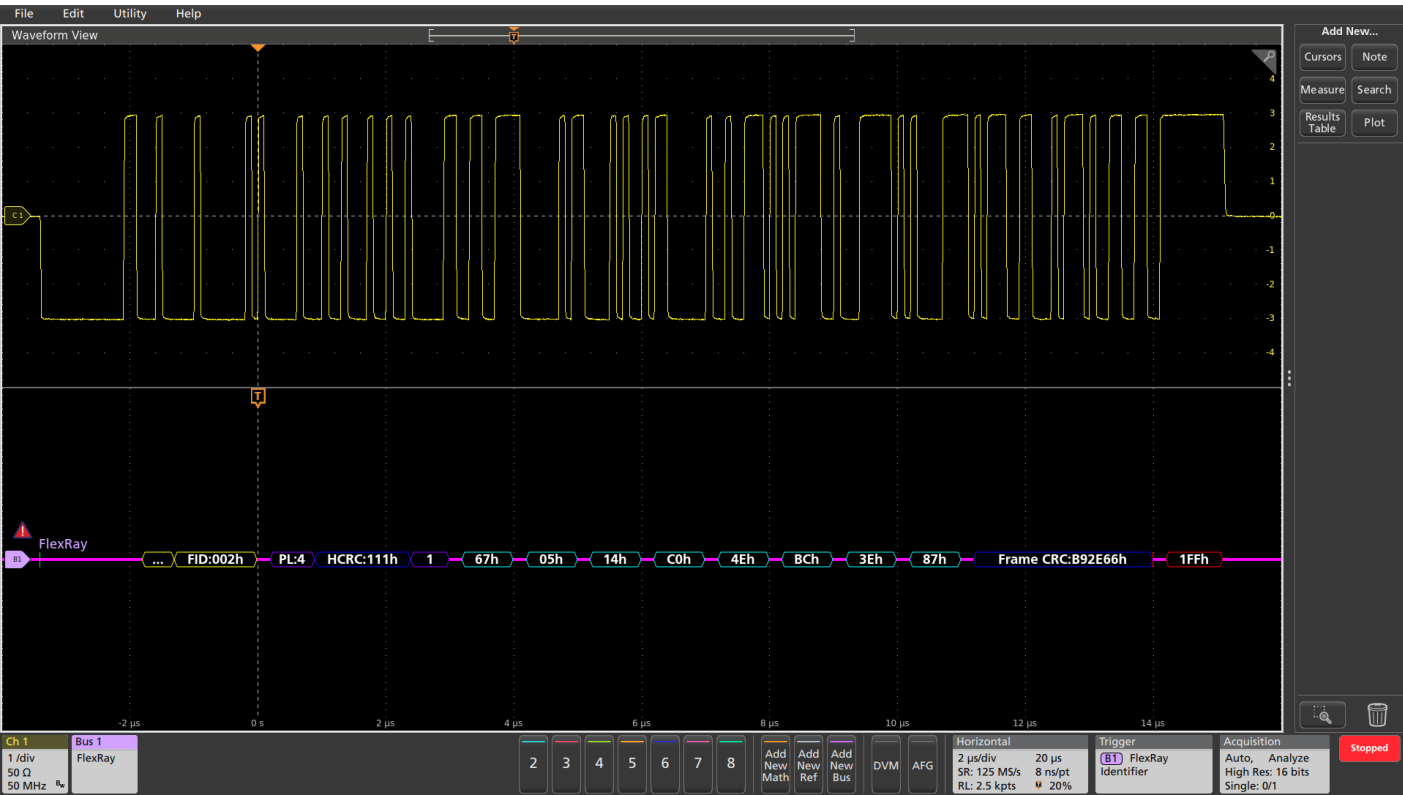 File Edit Utility Help
Waveform View
Add New...
Cursors Note
Measure Search
Results Table Plot
4
3
2
1
0
-1
-2
-3
-4
C1
T
T
!
FlexRay
B1 ... FID:002h PL:4 HCRC:111h 1 67h 05h 14h C0h 4Eh BCh 3Eh 87h Frame CRC:B92E66h 1FFh
-2 µs 0 s 2 µs 4 µs 6 µs 8 µs 10 µs 12 µs 14 µs
Ch 1
1 /div
50 Ω
50 MHz Bw
Bus 1
FlexRay
2 3 4 5 6 7 8
Add New Math
Add New Ref
Add New Bus
DVM AFG
Horizontal
2 µs/div 20 µs
SR: 125 MS/s 8 ns/pt
RL: 2.5 kpts 20%
Trigger
B1 FlexRay
Identifier
Acquisition
Auto, Analyze
High Res: 16 bits
Single: 0/1
Stopped